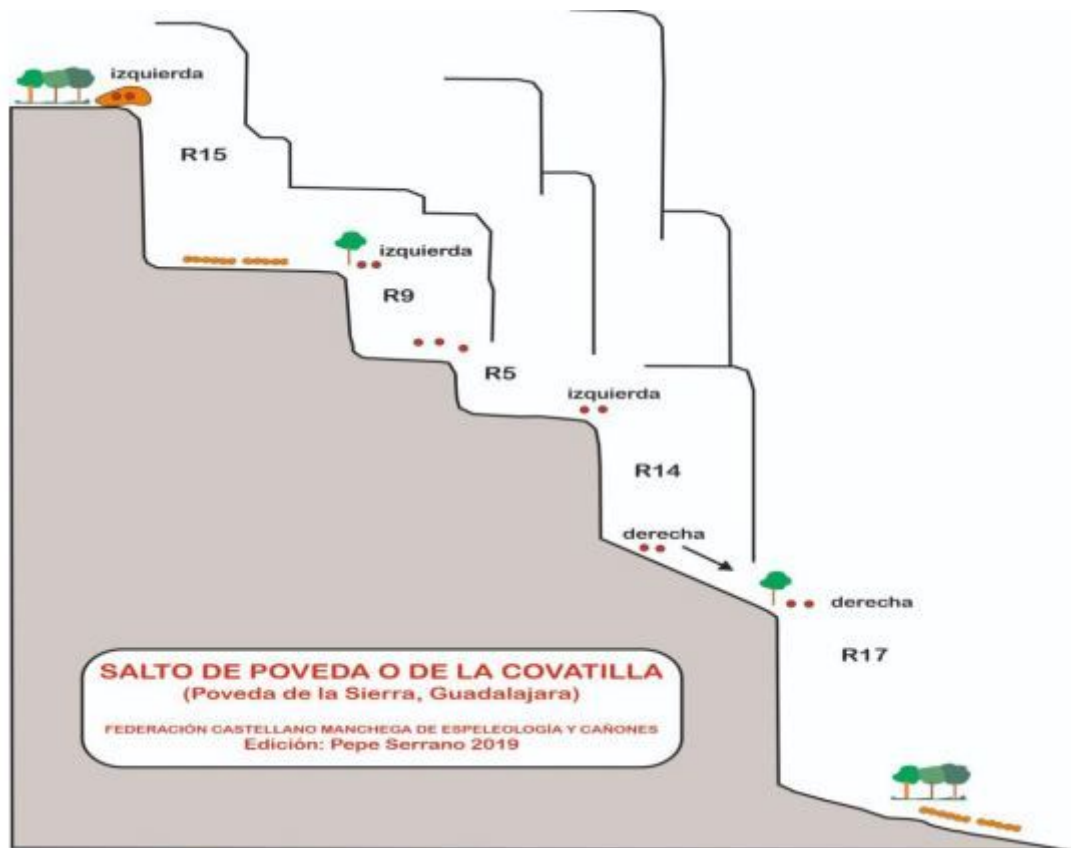 izquierda
R15
izquierda
R9
R5
izquierda
R14
derecha
derecha
R17
SALTO DE POVEDA O DE LA COVATILLA
(Poveda de la Sierra, Guadalajara)
FEDERACIÓN CASTELLANO MANCHEGA DE ESPELEOLOGÍA Y CAÑONES
Edición: Pepe Serrano 2019